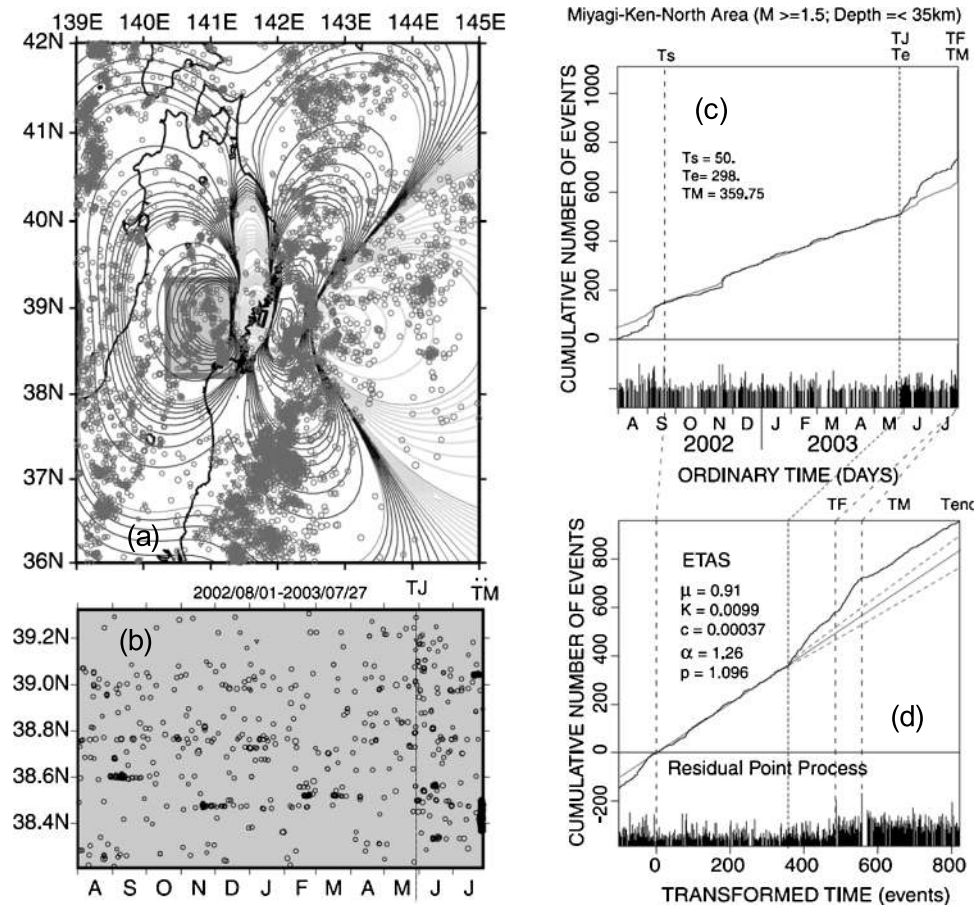 139E 140E 141E 142E 143E 144E 145E
42N
41N
40N
39N
38N
37N
36N
(a)
2002/08/01-2003/07/27
TJ
TM
(b)
39.2N
39.0N
38.8N
38.6N
38.4N
A S O N D J F M A M J J
Miyagi-Ken-North Area (M >=1.5; Depth =< 35km)
TJ TF
Ts Te TM
CUMULATIVE NUMBER OF EVENTS
1000
800
600
400
200
0
(c)
Ts = 50.
Te= 298.
TM = 359.75
A S O N D J F M A M J J
2002 2003
ORDINARY TIME (DAYS)
TF TM Tend
CUMULATIVE NUMBER OF EVENTS
800
600
400
200
0
-200
ETAS
μ = 0.91
K = 0.0099
c = 0.00037
α = 1.26
p = 1.096
(d)
Residual Point Process
0 200 400 600 800
TRANSFORMED TIME (events)